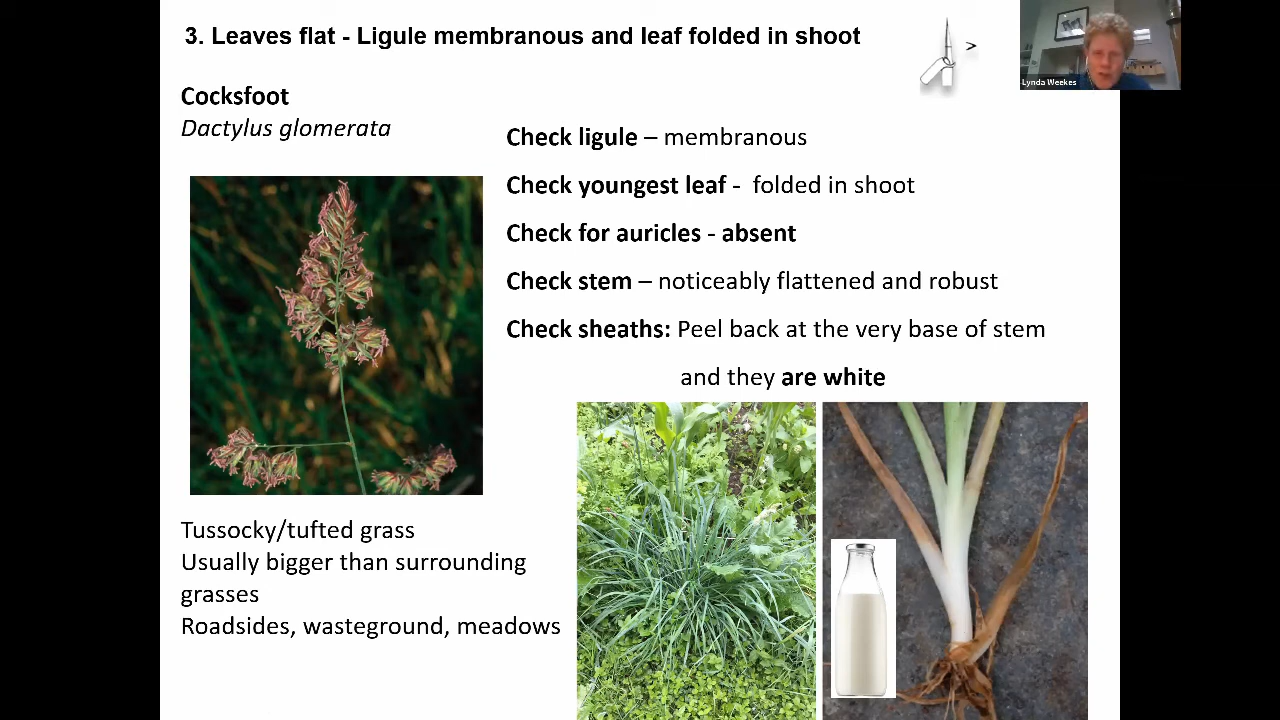 3. Leaves flat - Ligule membranous and leaf folded in shoot
>
Lynda Weekes
Cocksfoot
Dactylus glomerata
Check ligule – membranous
Check youngest leaf - folded in shoot
Check for auricles - absent
Check stem – noticeably flattened and robust
Check sheaths: Peel back at the very base of stem
and they are white
Tussocky/tufted grass
Usually bigger than surrounding
grasses
Roadsides, wasteground, meadows